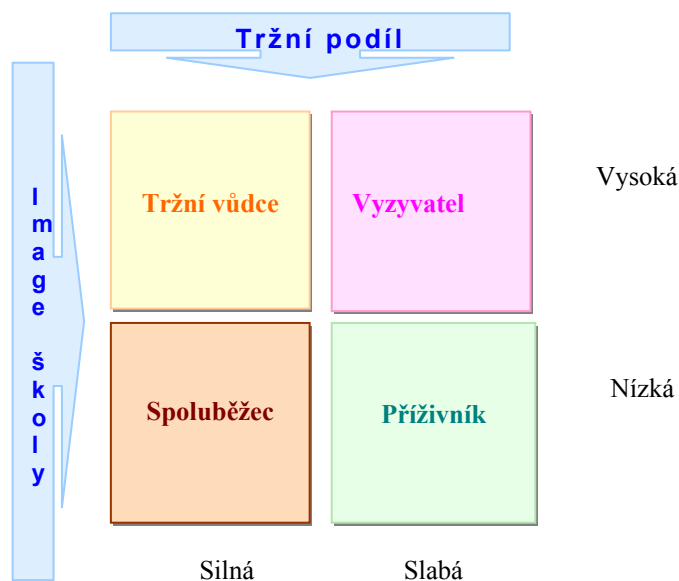 Tržní podíl
Image školy
Tržní vůdce
Vyzyvatel
Vysoká
Spoluběžec
Příživník
Nízká
Silná
Slabá